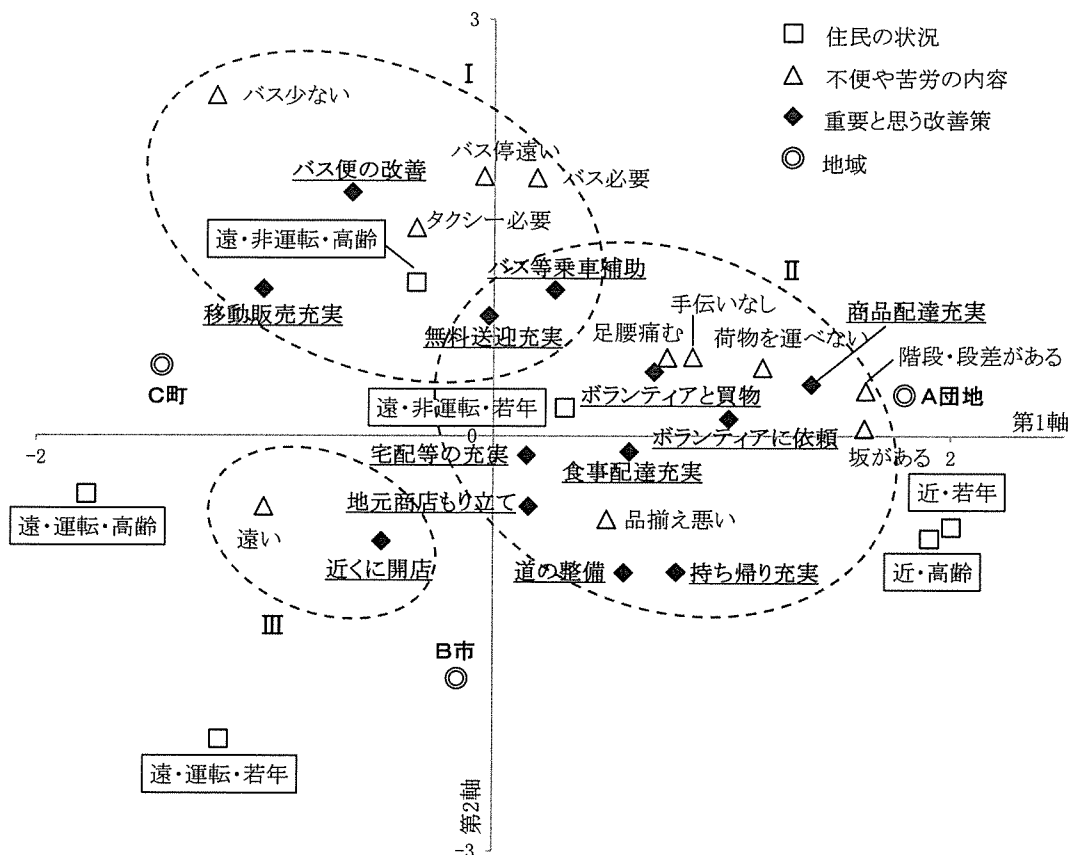 3
住民の状況
不便や苦労の内容
重要と思う改善策
地域
Ⅰ
バス少ない
バス停遠い
バス便の改善
バス必要
タクシー必要
遠・非運転・高齢
バス等乗車補助
Ⅱ
移動販売充実
手伝いなし
商品配達充実
無料送迎充実
足腰痛む
荷物を運べない
階段・段差がある
C町
ボランティアと買物
A団地
遠・非運転・若年
第1軸
-2
0
宅配等の充実
ボランティアに依頼
坂がある
2
食事配達充実
近・若年
遠・運転・高齢
地元商店もり立て
遠い
品揃え悪い
近くに開店
道の整備
持ち帰り充実
近・高齢
Ⅲ
B市
遠・運転・若年
第2軸
-3